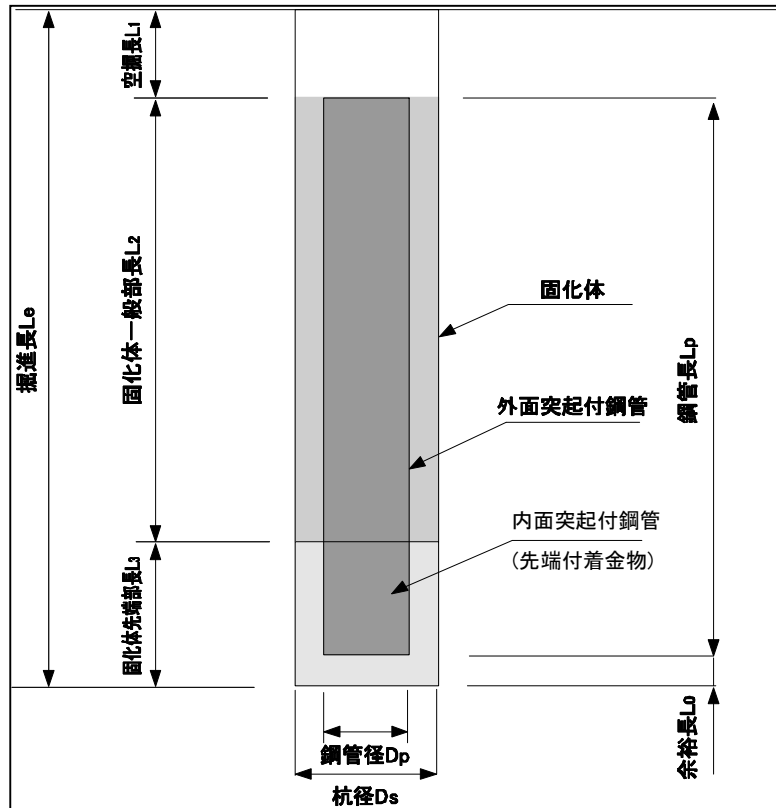 空掘長L1
掘進長Le
固化体一般部長L2
固化体先端部長L3
固化体
外面突起付鋼管
内面突起付鋼管
(先端付着金物)
鋼管長Lp
余裕長L0
鋼管径Dp
杭径Ds